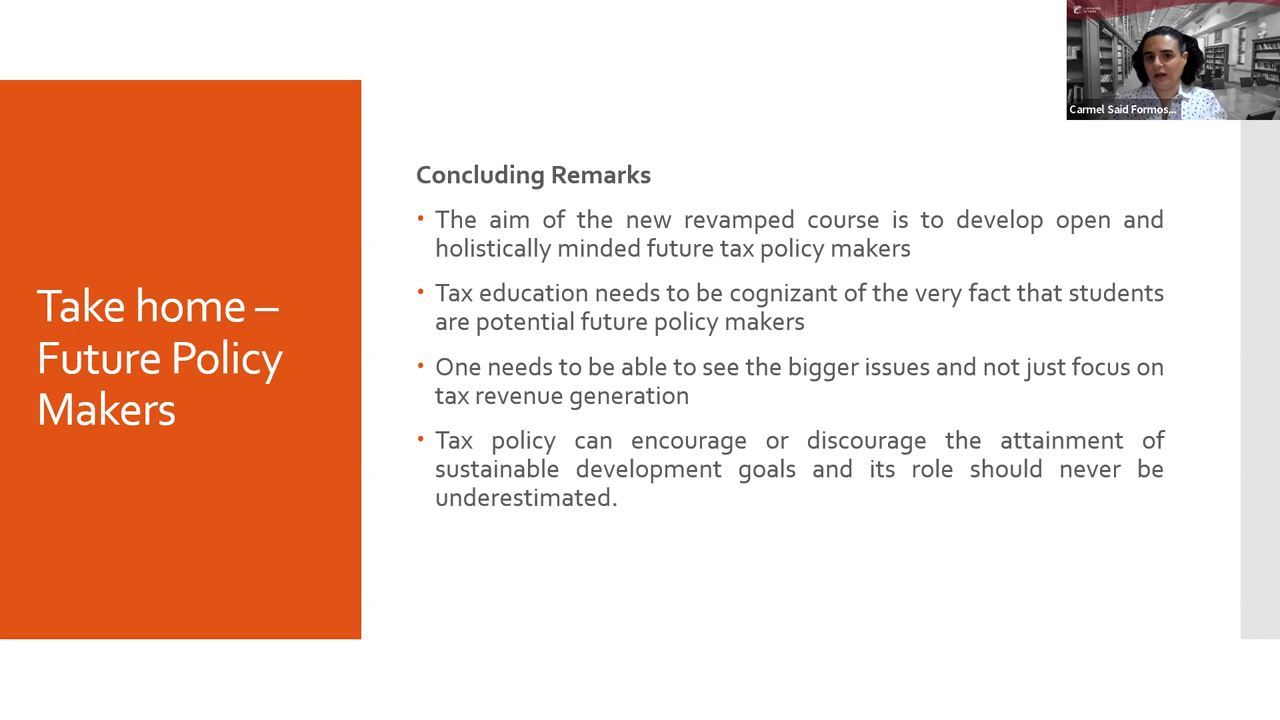 Carmel Said Formos...
Take home –
Future Policy
Makers
Concluding Remarks
• The aim of the new revamped course is to develop open and
holistically minded future tax policy makers
• Tax education needs to be cognizant of the very fact that students
are potential future policy makers
• One needs to be able to see the bigger issues and not just focus on
tax revenue generation
• Tax policy can encourage or discourage the attainment of
sustainable development goals and its role should never be
underestimated.